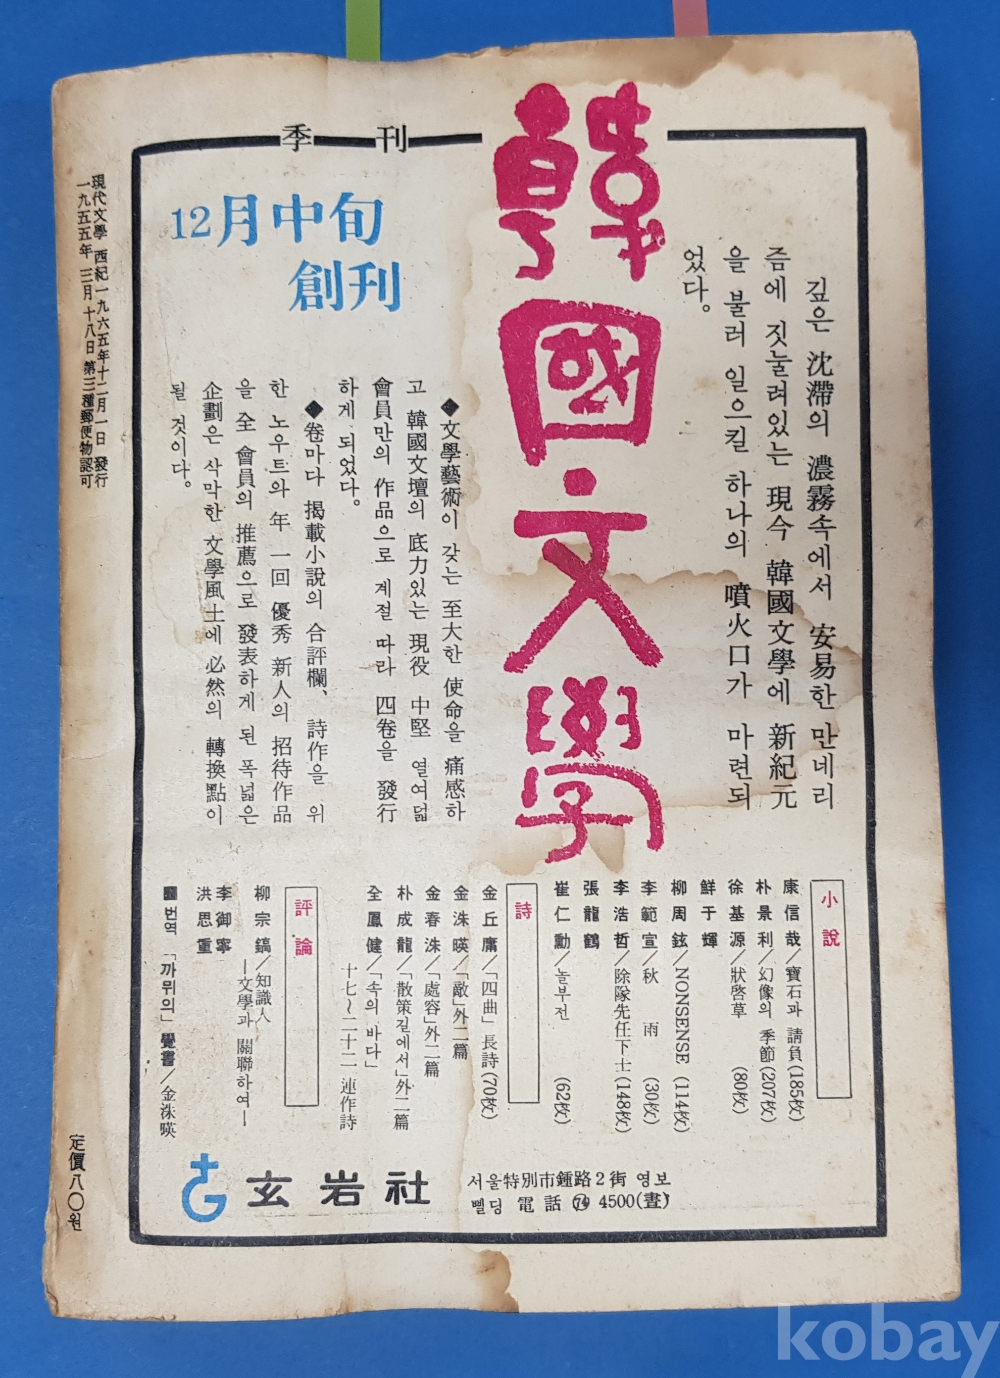 季刊
韓國文學
12月中旬
創刊
깊은 沈滯의 濃霧속에서 安易한 만네리
즘에 짓눌려있는 現今 韓國文學에 新紀元
을 불러 일으킬 하나의 噴火口가 마련되
었다。
◆文學藝術이 갖는 至大한 使命을 痛感하
고 韓國文壇의 底力있는 現役 中堅 열여덟
會員만의 作品으로 계절 따라 四卷을 發行
하게 되었다。
◆卷마다 揭載小說의 合評欄、詩作을 위
한 노우트와 年 一回 優秀 新人의 招待作品
을 全 會員의 推薦으로 發表하게 된 폭넓은
企劃은 삭막한 文學風土에 必然의 轉換點이
될 것이다。
小說
康信哉／寶石과 請負(185枚)
朴景利／幻像의 季節(207枚)
徐基源／狀啓草 (80枚)
鮮于輝
柳周鉉／NONSENSE (114枚)
李範宣／秋雨 (30枚)
李浩哲／除隊先任下士(148枚)
張龍鶴
崔仁勳／놀부전 (62枚)
詩
金丘庸／「四曲」長詩(70枚)
金洙暎／「敵」外二篇
金春洙／「處容」外二篇
朴成龍／「散策길에서」外二篇
全鳳健／「속의 바다」
十七～二十二 連作詩
評論
柳宗鎬／知識人
李御寧 ―文學과 關聯하여―
洪思重
번역 「까뮈의」覺書／金洙暎
玄岩社
서울特別市鍾路2街 영보
삘딩 電話 74 4500(晝)
現代文學 西紀一九六五年十二月一日 發行
一九五五年 三月 十八日 第三種郵便物認可
定價八〇원
kobay